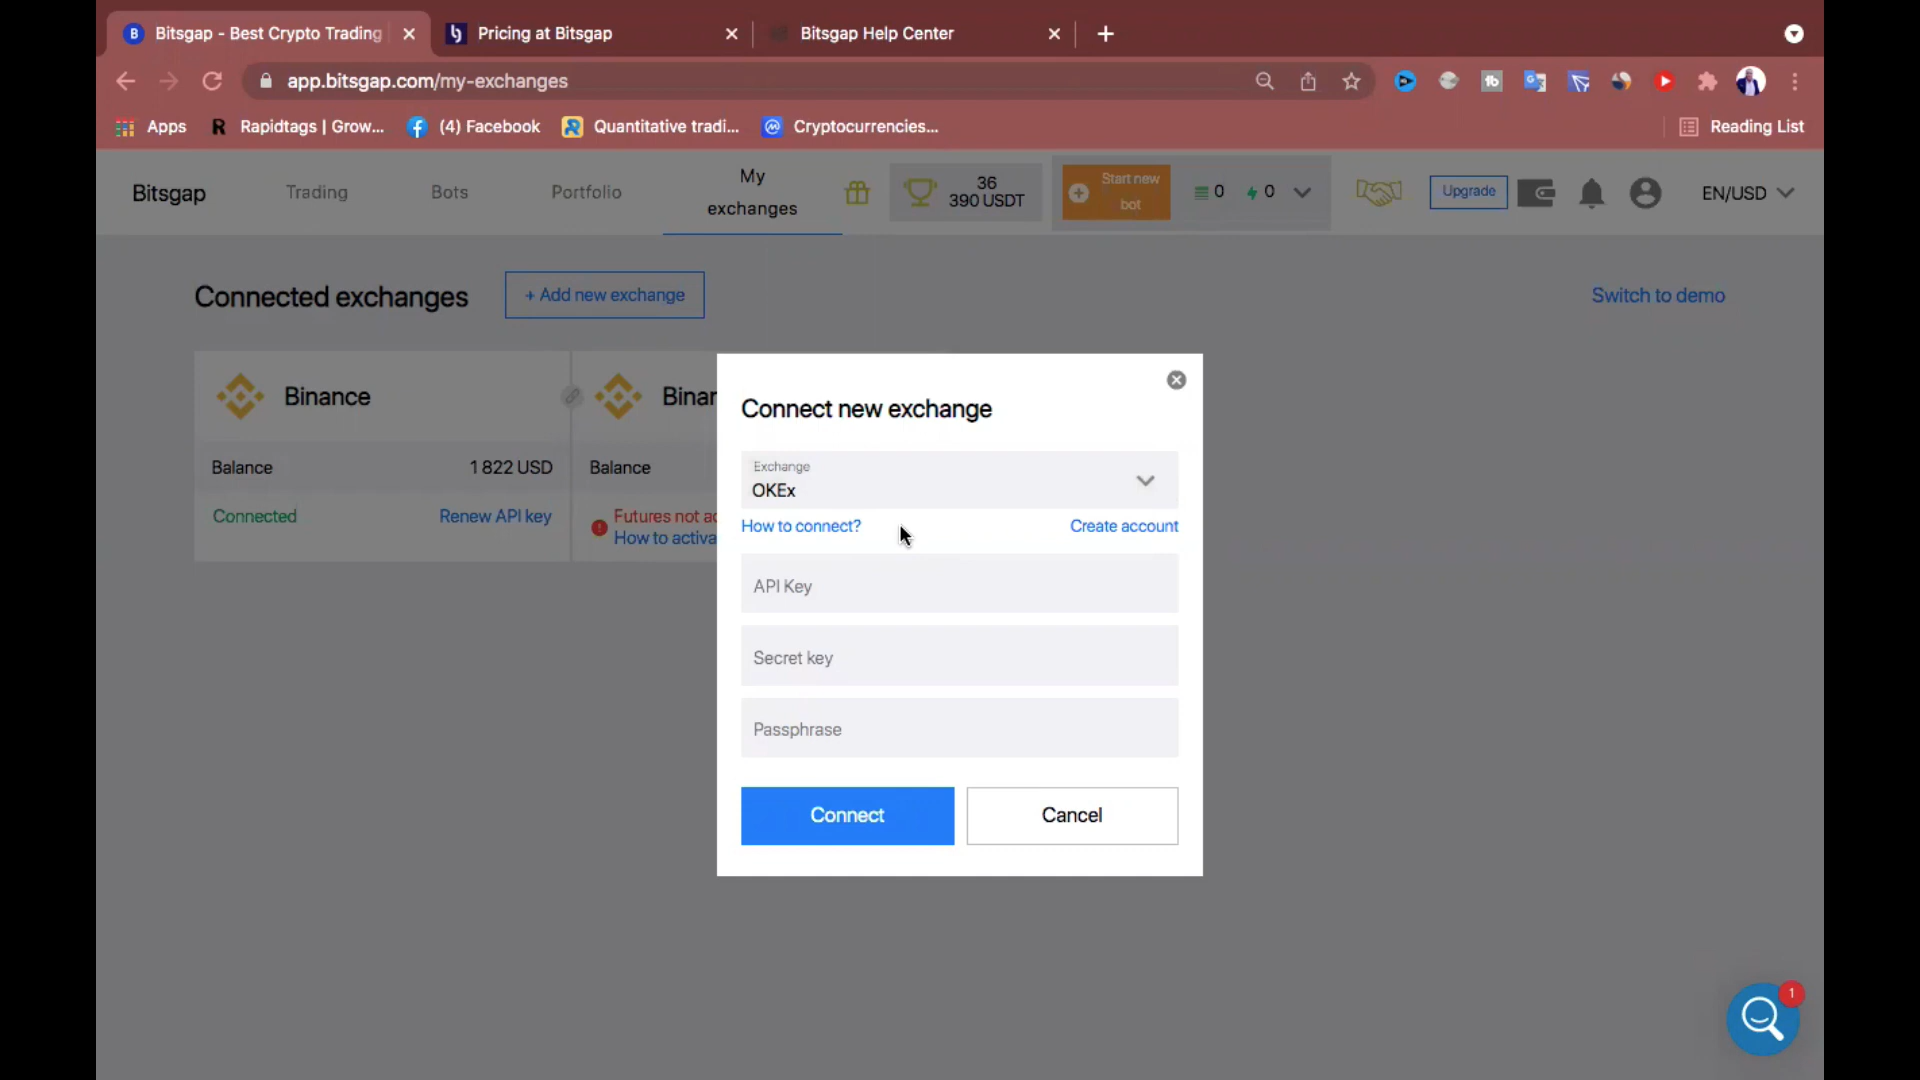 Bitsgap - Best Crypto Trading
Pricing at Bitsgap
Bitsgap Help Center
app.bitsgap.com/my-exchanges
Apps
Rapidtags | Grow...
(4) Facebook
Quantitative tradi...
Cryptocurrencies...
Reading List
Bitsgap
Trading
Bots
Portfolio
My
exchanges
36
390 USDT
Start new
bot
0
0
Upgrade
EN/USD
Connected exchanges
+ Add new exchange
Switch to demo
Binance
Binar
Balance
1 822 USD
Balance
Connected
Renew API key
Futures not ac
How to activa
Connect new exchange
Exchange
OKEx
How to connect?
Create account
API Key
Secret key
Passphrase
Connect
Cancel
1